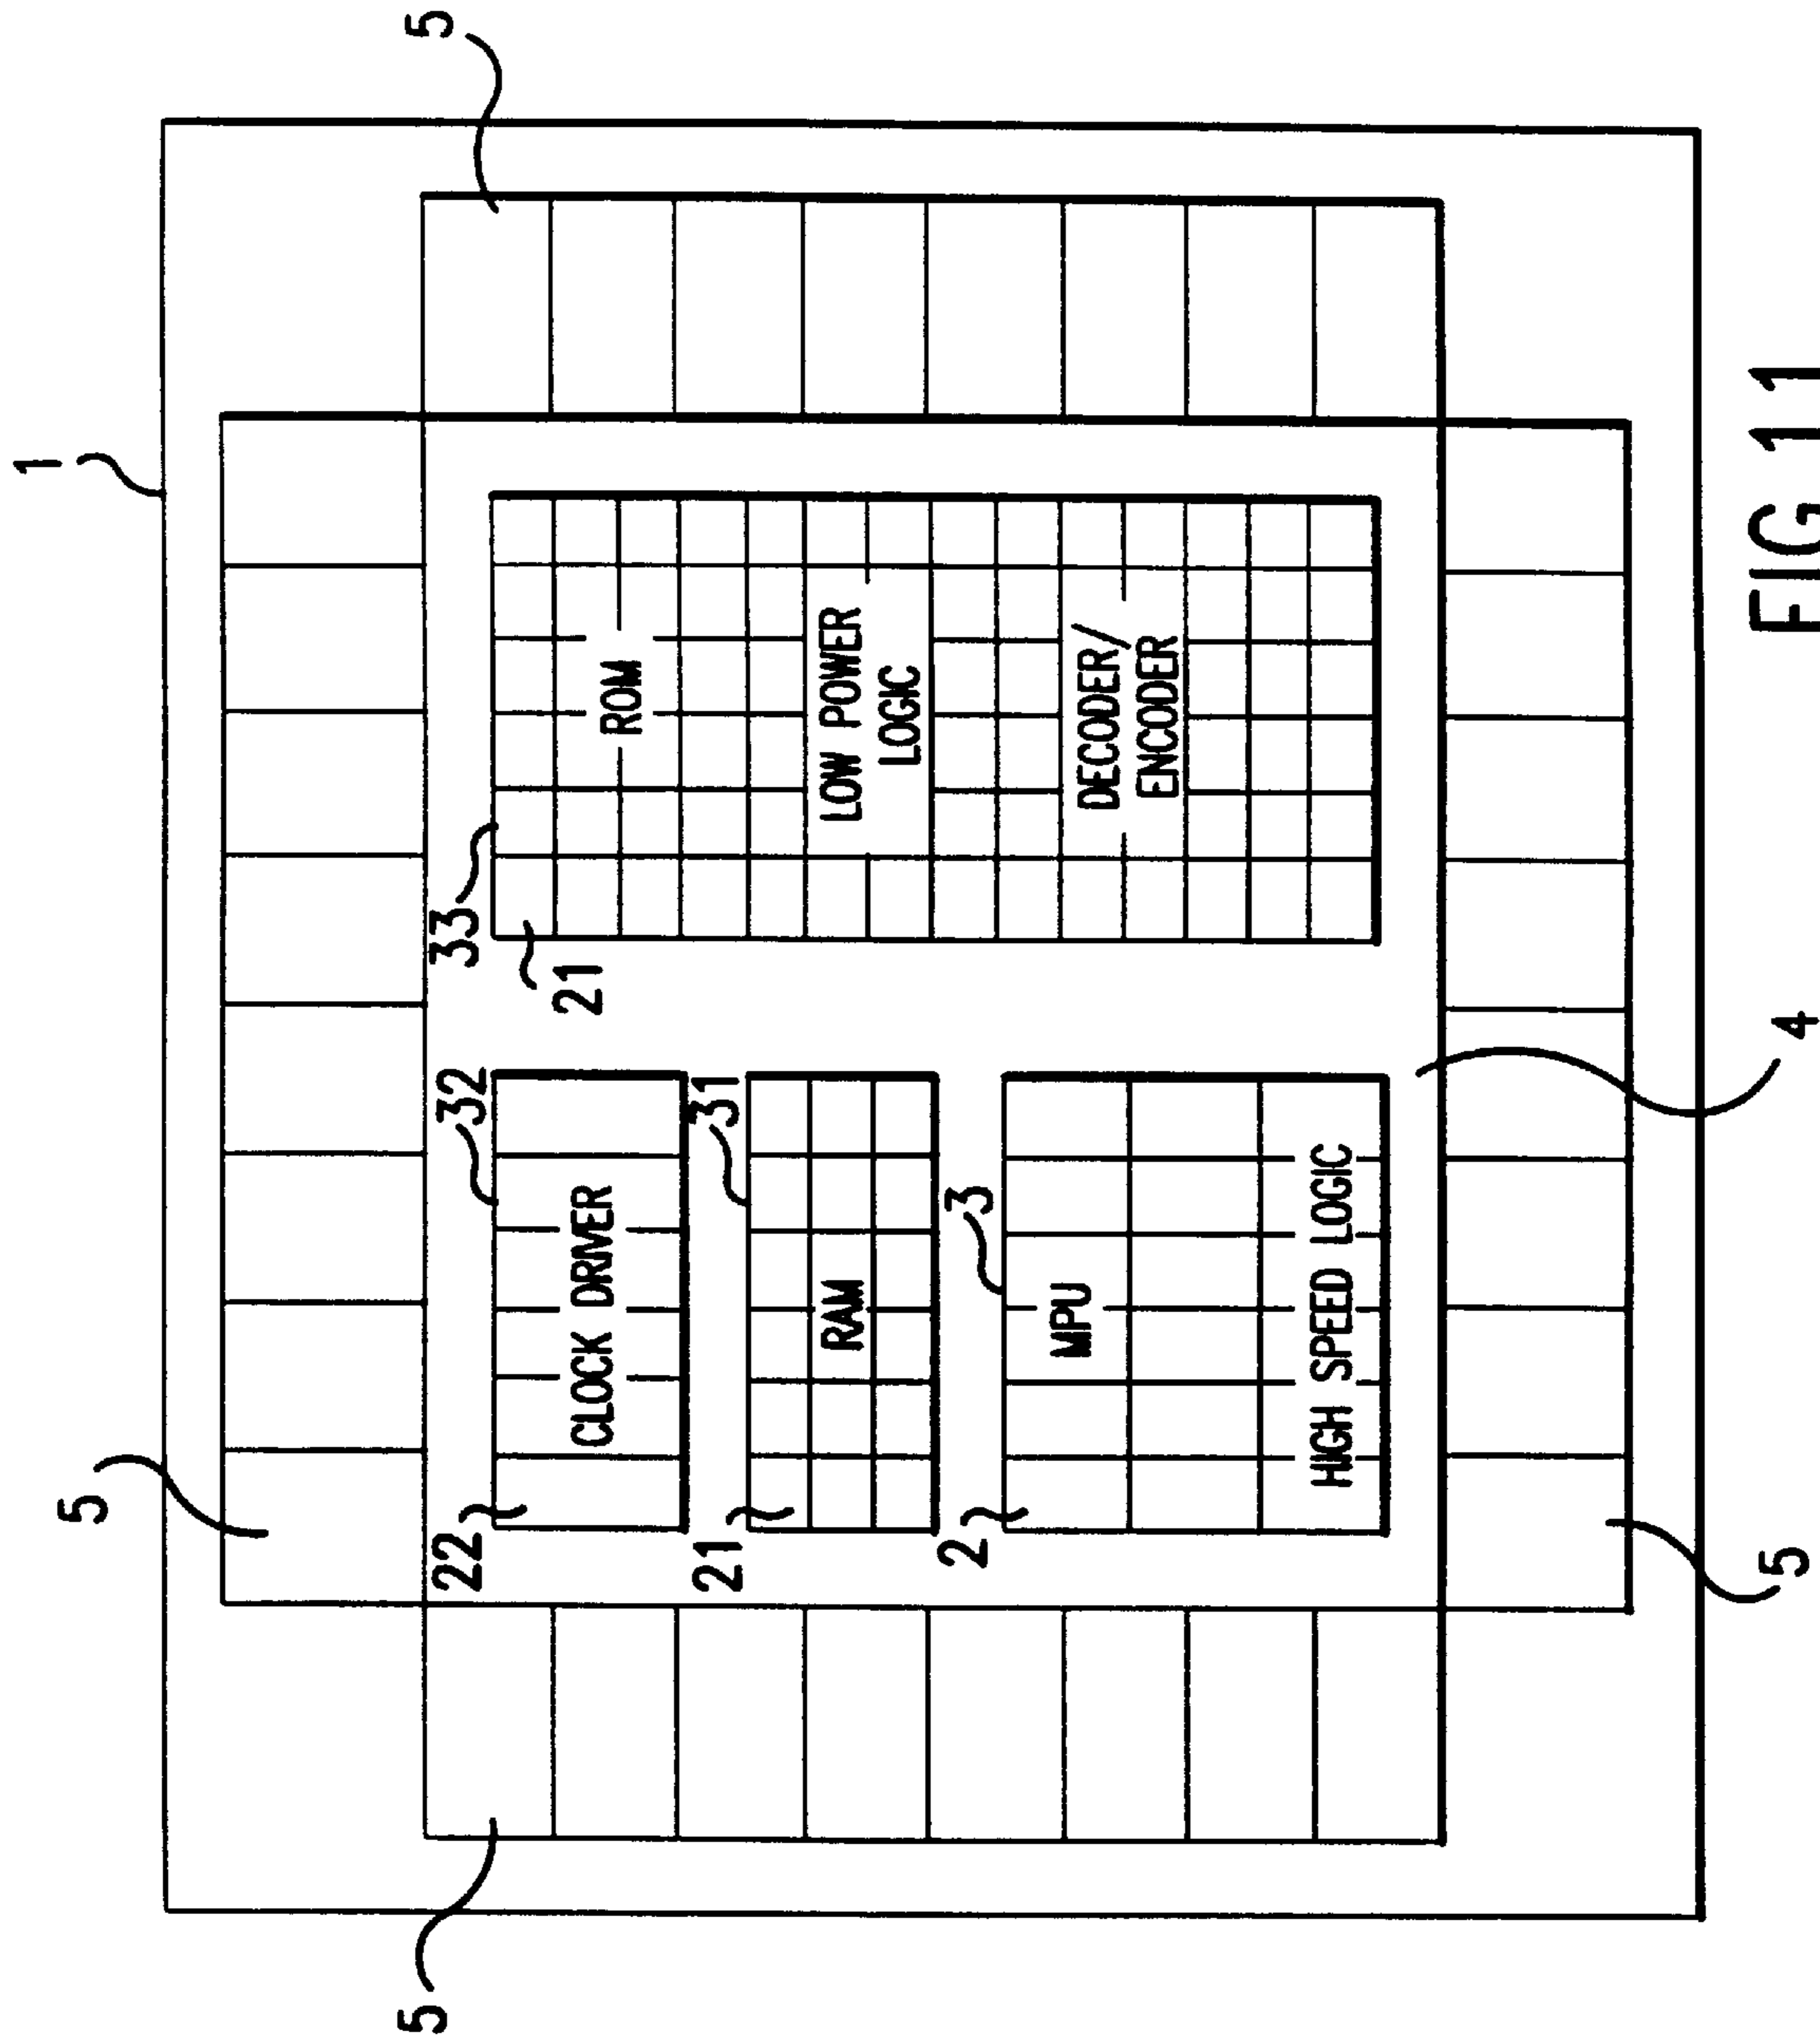 5
1
5
22
32
33
5
CLOCK DRIVER
21
ROM
21
31
RAM
LOW POWER
LOGIC
2
3
MPU
DECODER/
ENCODER
HIGH SPEED LOGIC
5
4
FIG 11